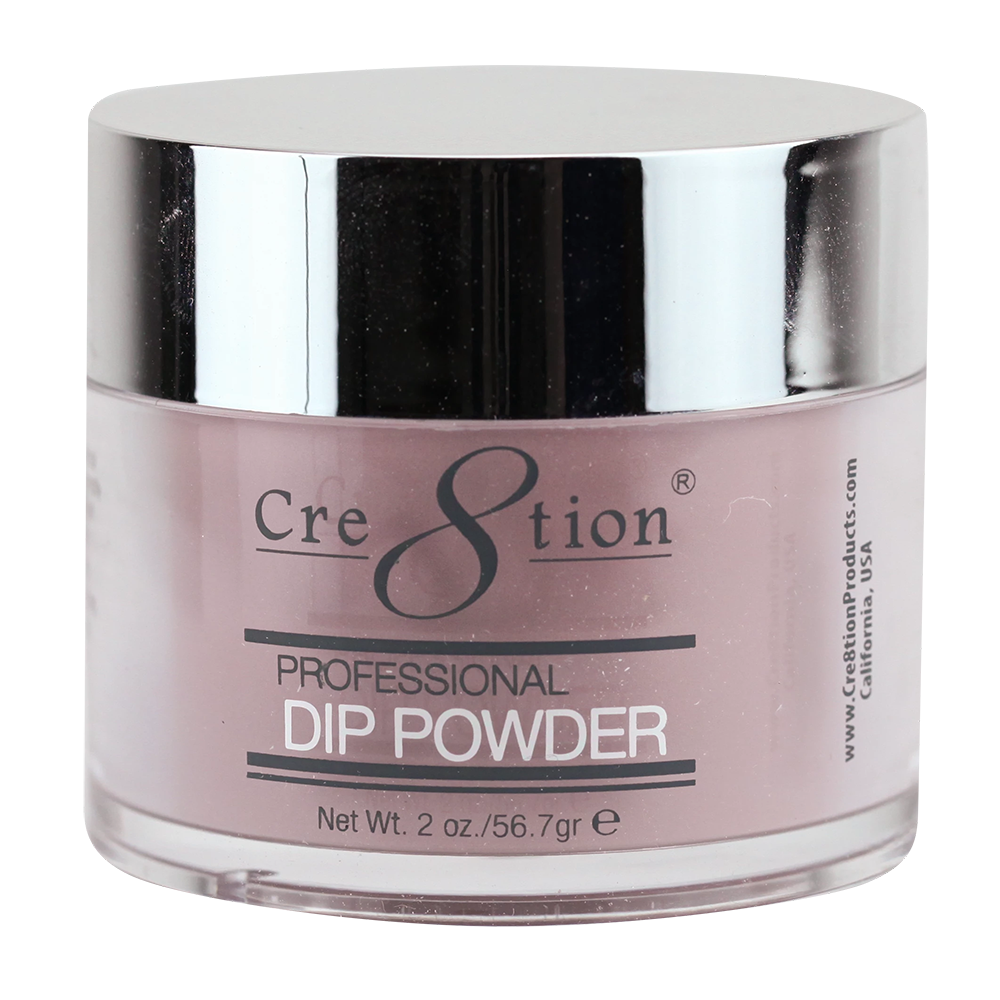 Cre8tion®
PROFESSIONAL
DIP POWDER
Net Wt. 2 oz./56.7gr ℮
www.Cre8tionProducts.com
California, USA